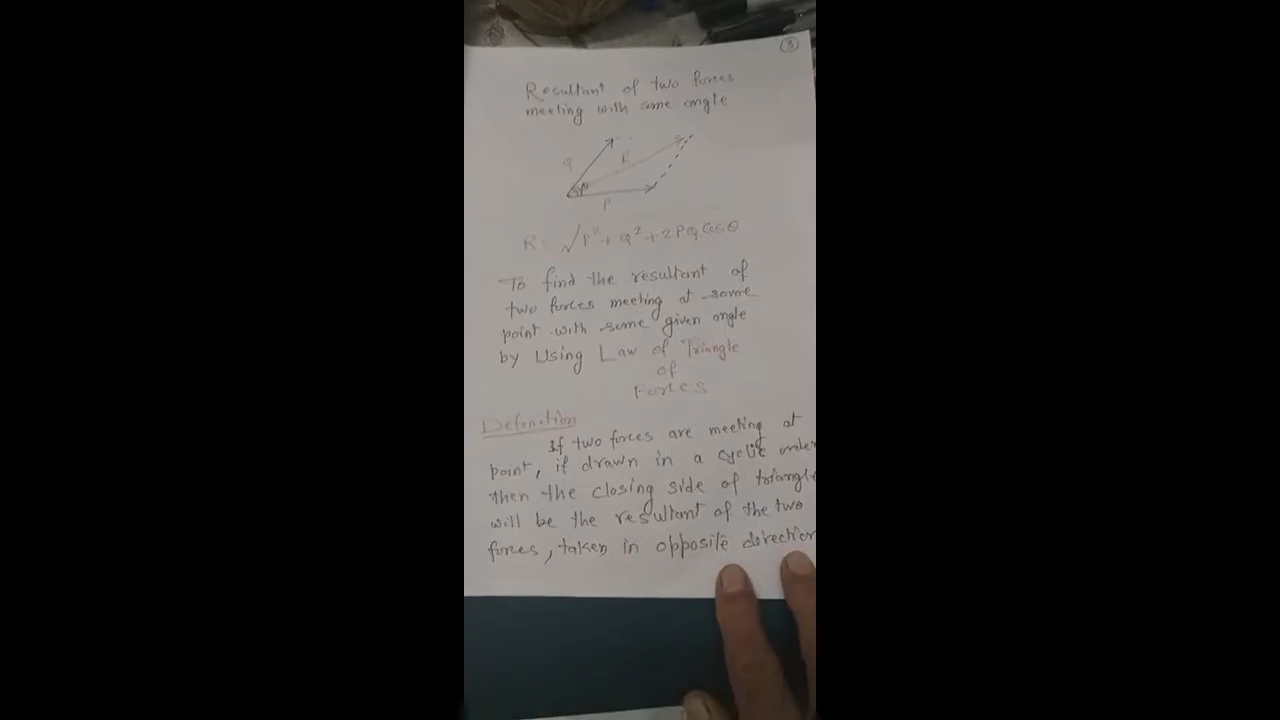 3
Resultant of two forces
meeting with some angle
Q
R
P
R = √P²+ Q²+2PQ Cosθ
To find the resultant of
two forces meeting at some
point with some given angle
by Using Law of Triangle
of
Forces
Definition
If two forces are meeting at
point, if drawn in a cyclic order
then the closing side of triangle
will be the resultant of the two
forces, taken in opposite direction